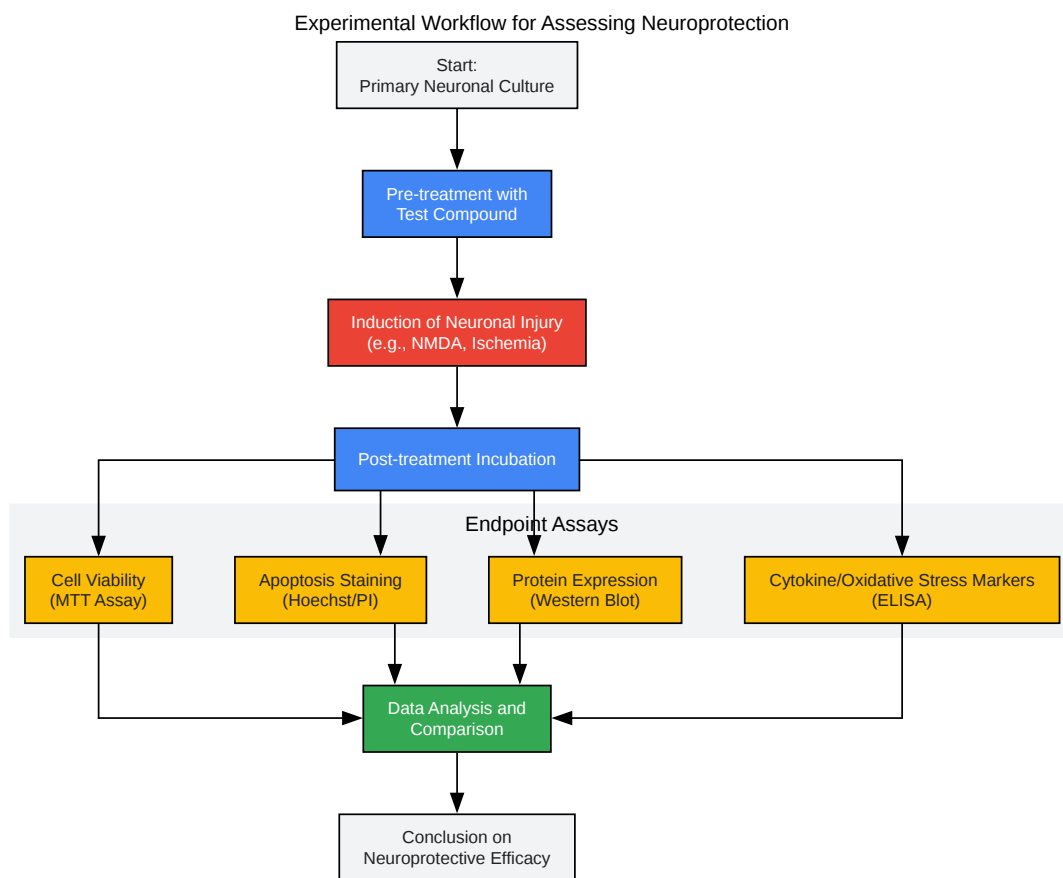 Experimental Workflow for Assessing Neuroprotection
Start:
Primary Neuronal Culture
Pre-treatment with
Test Compound
Induction of Neuronal Injury
(e.g., NMDA, Ischemia)
Post-treatment Incubation
Endpoint Assays
Cell Viability
(MTT Assay)
Apoptosis Staining
(Hoechst/PI)
Protein Expression
(Western Blot)
Cytokine/Oxidative Stress Markers
(ELISA)
Data Analysis and
Comparison
Conclusion on
Neuroprotective Efficacy